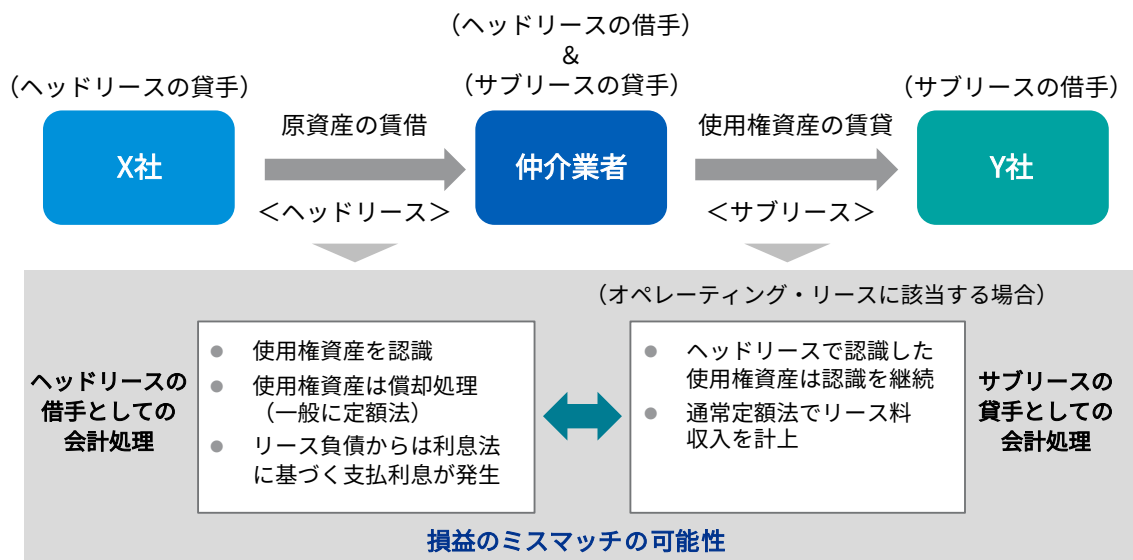 （ヘッドリースの借手）
＆
（ヘッドリースの貸手）
（サブリースの貸手）
（サブリースの借手）
X社
原資産の賃借
＜ヘッドリース＞
仲介業者
使用権資産の賃貸
＜サブリース＞
Y社
（オペレーティング・リースに該当する場合）
ヘッドリースの
借手としての
会計処理
● 使用権資産を認識
● 使用権資産は償却処理
（一般に定額法）
● リース負債からは利息法
に基づく支払利息が発生
● ヘッドリースで認識した
使用権資産は認識を継続
● 通常定額法でリース料
収入を計上
サブリースの
貸手としての
会計処理
損益のミスマッチの可能性